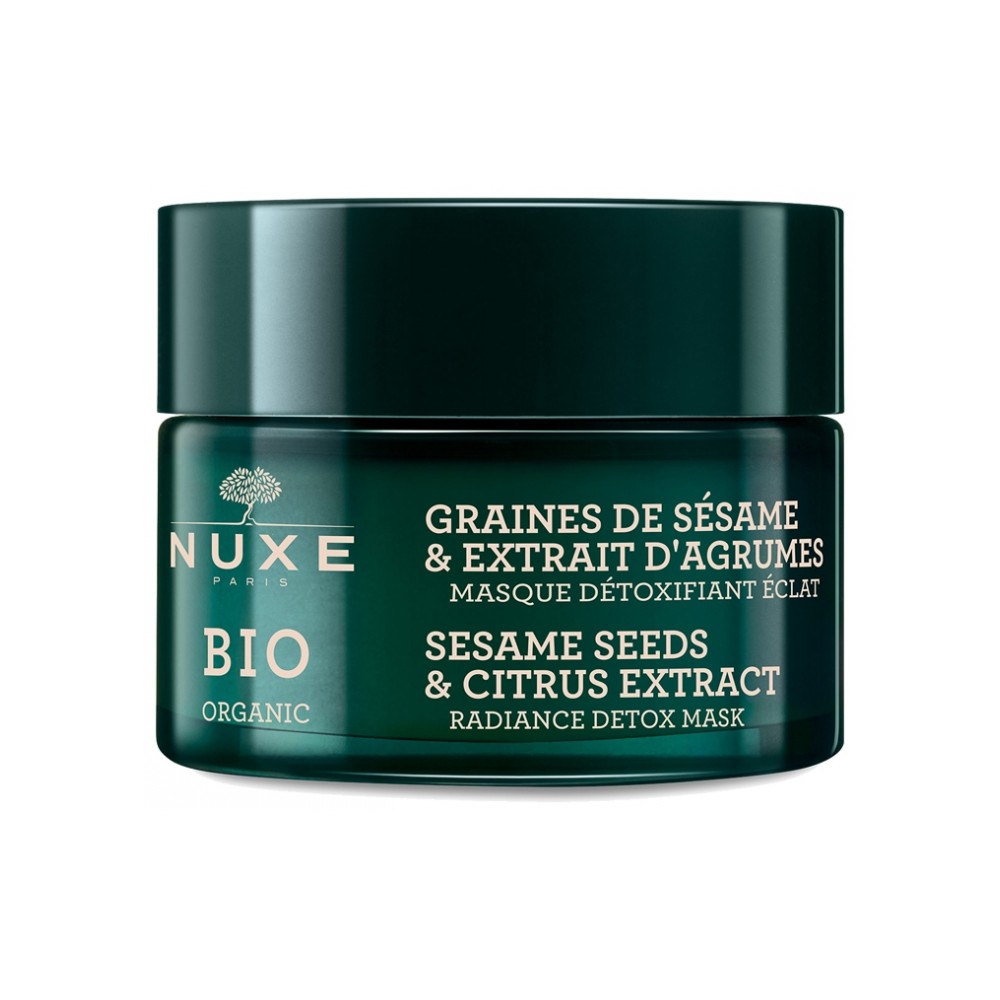 NUXE
PARIS
BIO
ORGANIC
GRAINES DE SÉSAME
& EXTRAIT D'AGRUMES
MASQUE DÉTOXIFIANT ÉCLAT
SESAME SEEDS
& CITRUS EXTRACT
RADIANCE DETOX MASK